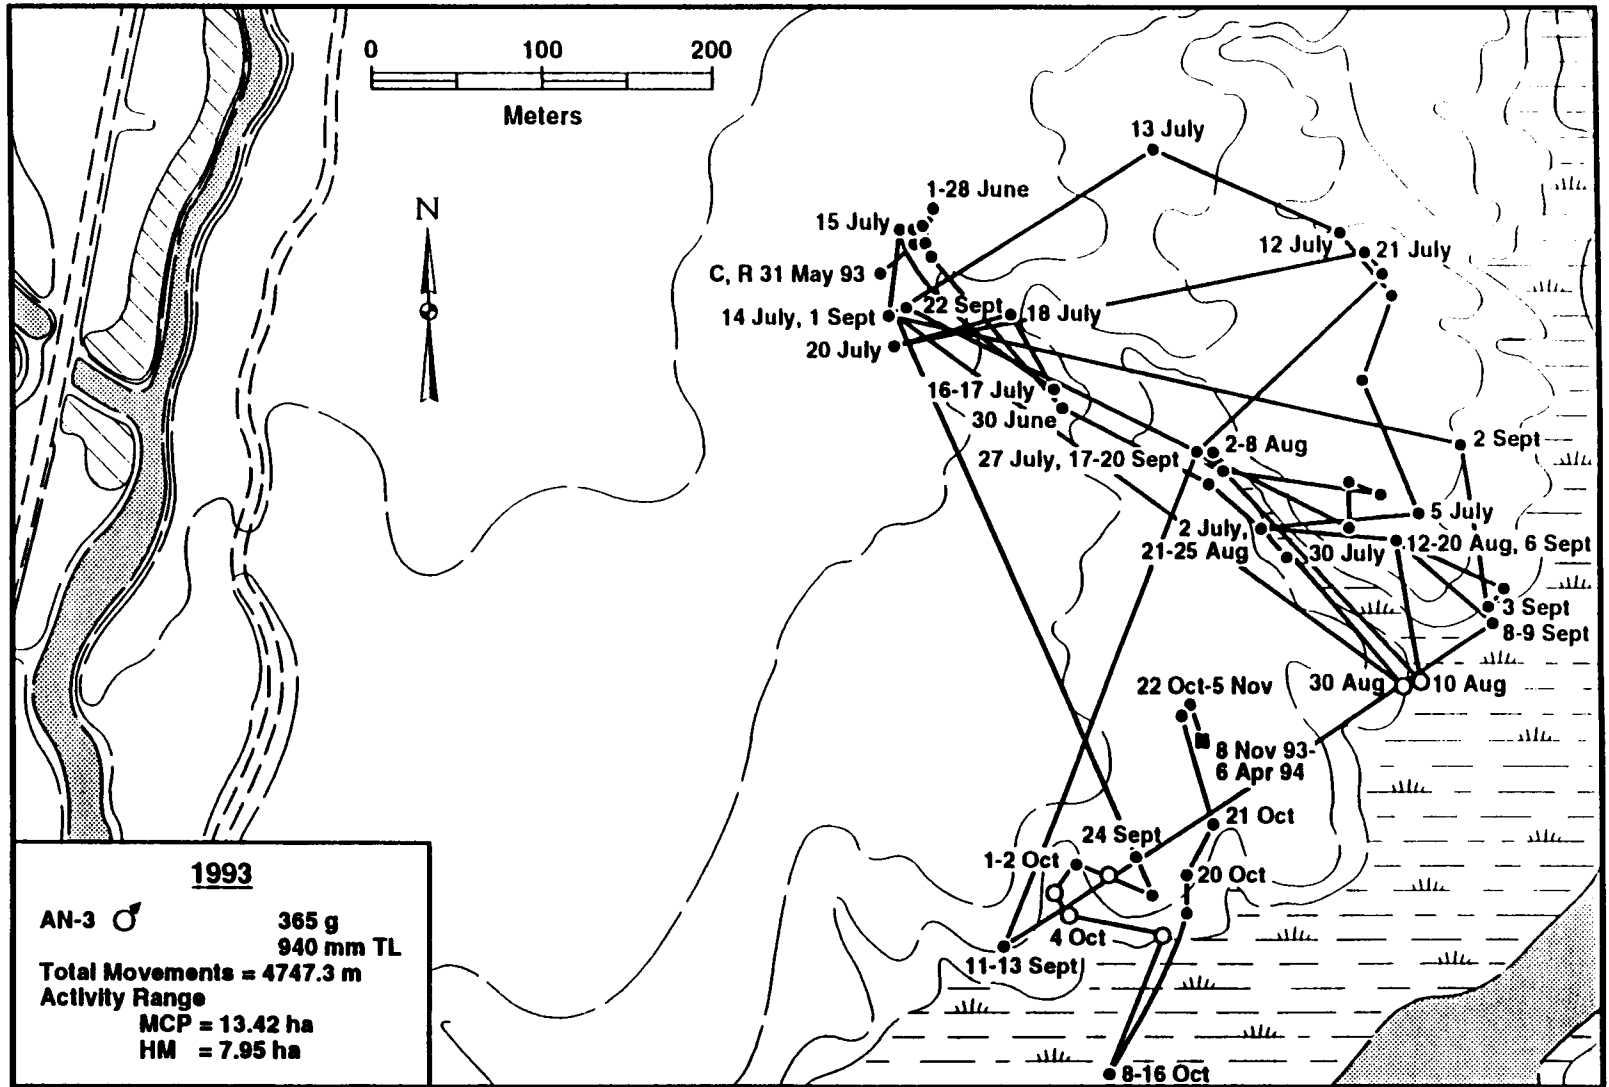 0 100 200
Meters
N
13 July
1-28 June
15 July
12 July
21 July
C, R 31 May 93
22 Sept
18 July
14 July, 1 Sept
20 July
16-17 July
30 June
2-8 Aug
2 Sept
27 July, 17-20 Sept
5 July
2 July,
21-25 Aug
30 July
12-20 Aug, 6 Sept
3 Sept
8-9 Sept
30 Aug
10 Aug
22 Oct-5 Nov
8 Nov 93-
6 Apr 94
21 Oct
24 Sept
1-2 Oct
20 Oct
4 Oct
11-13 Sept
8-16 Oct
1993
AN-3 ♂ 365 g
940 mm TL
Total Movements = 4747.3 m
Activity Range
MCP = 13.42 ha
HM = 7.95 ha